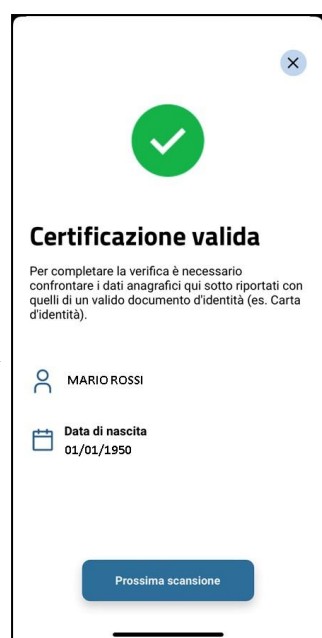 Certificazione valida
Per completare la verifica è necessario
confrontare i dati anagrafici qui sotto riportati con
quelli di un valido documento d'identità (es. Carta
d'identità).
MARIO ROSSI
Data di nascita
01/01/1950
Prossima scansione